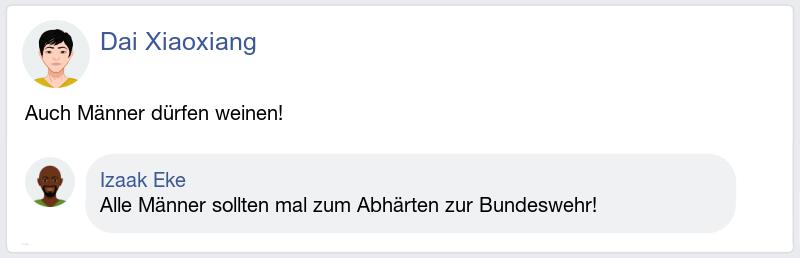 Dai Xiaoxiang
Auch Männer dürfen weinen!
Izaak Eke
Alle Männer sollten mal zum Abhärten zur Bundeswehr!